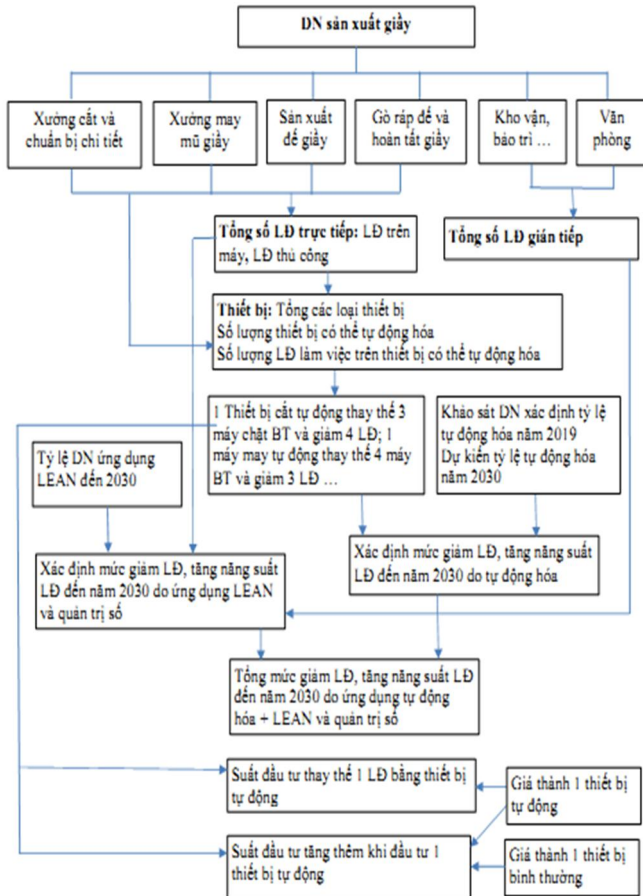 DN sản xuất giầy
Xưởng cắt và
chuẩn bị chi tiết
Xưởng may
mũ giầy
Sản xuất
đế giầy
Gò ráp đế và
hoàn tất giầy
Kho vận,
bảo trì ...
Văn
phòng
Tổng số LĐ trực tiếp: LĐ trên
máy, LĐ thủ công
Tổng số LĐ gián tiếp
Thiết bị: Tổng các loại thiết bị
Số lượng thiết bị có thể tự động hóa
Số lượng LĐ làm việc trên thiết bị có thể tự động hóa
Tỷ lệ DN ứng dụng
LEAN đến 2030
1 Thiết bị cắt tự động thay thế 3
máy chặt BT và giảm 4 LĐ; 1
máy may tự động thay thế 4 máy
BT và giảm 3 LĐ ...
Khảo sát DN xác định tỷ lệ
tự động hóa năm 2019
Dự kiến tỷ lệ tự động hóa
năm 2030
Xác định mức giảm LĐ, tăng năng suất
LĐ đến năm 2030 do ứng dụng LEAN
và quản trị số
Xác định mức giảm LĐ, tăng năng suất
LĐ đến năm 2030 do tự động hóa
Tổng mức giảm LĐ, tăng năng suất LĐ
đến năm 2030 do ứng dụng tự động
hóa + LEAN và quản trị số
Suất đầu tư thay thế 1 LĐ bằng thiết bị
tự động
Giá thành 1 thiết bị
tự động
Suất đầu tư tăng thêm khi đầu tư 1
thiết bị tự động
Giá thành 1 thiết bị
bình thường